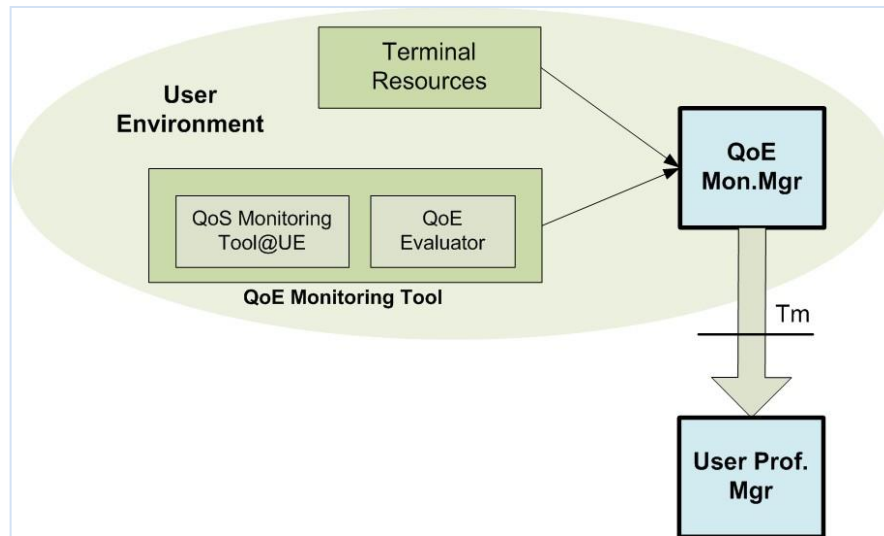 Terminal
Resources
User
Environment
QoE
Mon.Mgr
QoS Monitoring
Tool@UE
QoE
Evaluator
QoE Monitoring Tool
Tm
User Prof.
Mgr